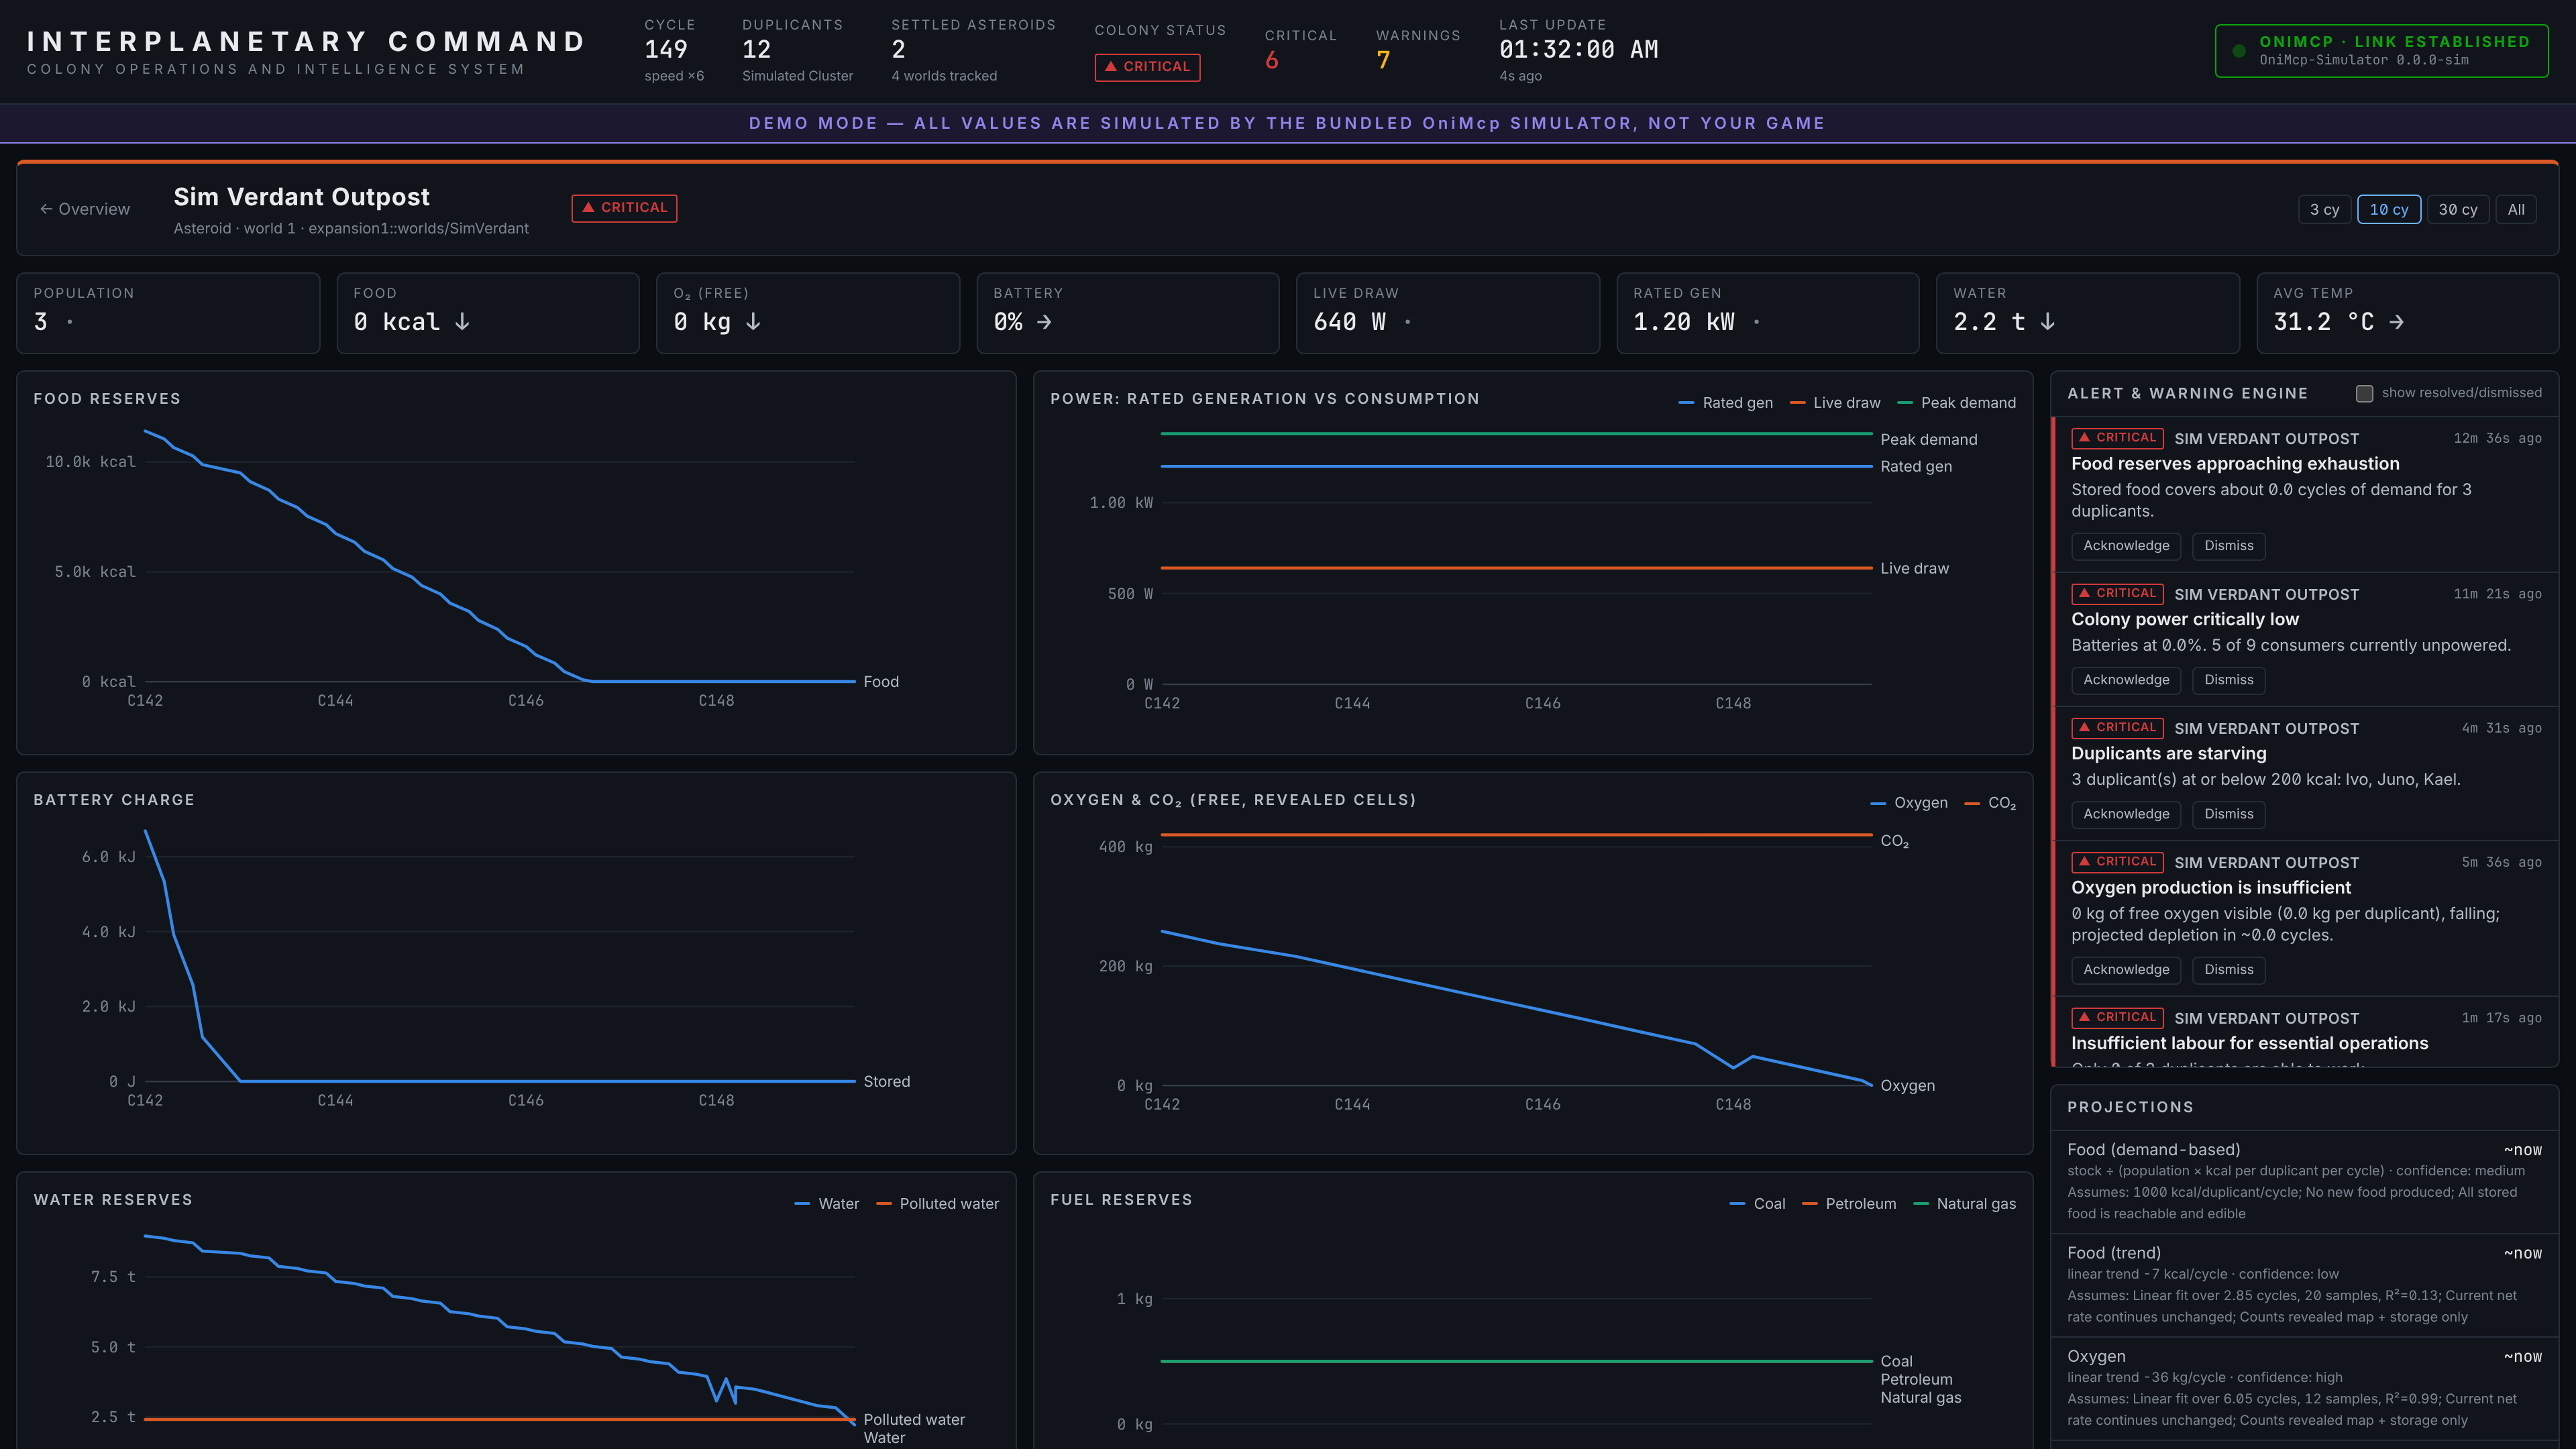 INTERPLANETARY COMMAND
COLONY OPERATIONS AND INTELLIGENCE SYSTEM
CYCLE
149
speed ×6
DUPLICANTS
12
Simulated Cluster
SETTLED ASTEROIDS
2
4 worlds tracked
COLONY STATUS
▲ CRITICAL
CRITICAL
6
WARNINGS
7
LAST UPDATE
01:32:00 AM
4s ago
ONIMCP · LINK ESTABLISHED
OniMcp-Simulator 0.0.0-sim
DEMO MODE — ALL VALUES ARE SIMULATED BY THE BUNDLED OniMcp SIMULATOR, NOT YOUR GAME
← Overview
Sim Verdant Outpost
Asteroid · world 1 · expansion1::worlds/SimVerdant
▲ CRITICAL
3 cy
10 cy
30 cy
All
POPULATION
3 ·
FOOD
0 kcal ↓
O₂ (FREE)
0 kg ↓
BATTERY
0% →
LIVE DRAW
640 W ·
RATED GEN
1.20 kW ·
WATER
2.2 t ↓
AVG TEMP
31.2 °C →
FOOD RESERVES
10.0k kcal
5.0k kcal
0 kcal
Food
C142 C144 C146 C148
POWER: RATED GENERATION VS CONSUMPTION
Rated gen Live draw Peak demand
Peak demand
Rated gen
1.00 kW
Live draw
500 W
0 W
C142 C144 C146 C148
BATTERY CHARGE
6.0 kJ
4.0 kJ
2.0 kJ
0 J
Stored
C142 C144 C146 C148
OXYGEN & CO₂ (FREE, REVEALED CELLS)
Oxygen CO₂
400 kg
CO₂
200 kg
0 kg
Oxygen
C142 C144 C146 C148
WATER RESERVES
Water Polluted water
7.5 t
5.0 t
2.5 t
Polluted water
Water
FUEL RESERVES
Coal Petroleum Natural gas
1 kg
Coal
Petroleum
Natural gas
0 kg
ALERT & WARNING ENGINE
show resolved/dismissed
▲ CRITICAL SIM VERDANT OUTPOST 12m 36s ago
Food reserves approaching exhaustion
Stored food covers about 0.0 cycles of demand for 3
duplicants.
Acknowledge Dismiss
▲ CRITICAL SIM VERDANT OUTPOST 11m 21s ago
Colony power critically low
Batteries at 0.0%. 5 of 9 consumers currently unpowered.
Acknowledge Dismiss
▲ CRITICAL SIM VERDANT OUTPOST 4m 31s ago
Duplicants are starving
3 duplicant(s) at or below 200 kcal: Ivo, Juno, Kael.
Acknowledge Dismiss
▲ CRITICAL SIM VERDANT OUTPOST 5m 36s ago
Oxygen production is insufficient
0 kg of free oxygen visible (0.0 kg per duplicant), falling;
projected depletion in ~0.0 cycles.
Acknowledge Dismiss
▲ CRITICAL SIM VERDANT OUTPOST 1m 17s ago
Insufficient labour for essential operations
PROJECTIONS
Food (demand-based) ~now
stock ÷ (population × kcal per duplicant per cycle) · confidence: medium
Assumes: 1000 kcal/duplicant/cycle; No new food produced; All stored
food is reachable and edible
Food (trend) ~now
linear trend -7 kcal/cycle · confidence: low
Assumes: Linear fit over 2.85 cycles, 20 samples, R²=0.13; Current net
rate continues unchanged; Counts revealed map + storage only
Oxygen ~now
linear trend -36 kg/cycle · confidence: high
Assumes: Linear fit over 6.05 cycles, 12 samples, R²=0.99; Current net
rate continues unchanged; Counts revealed map + storage only